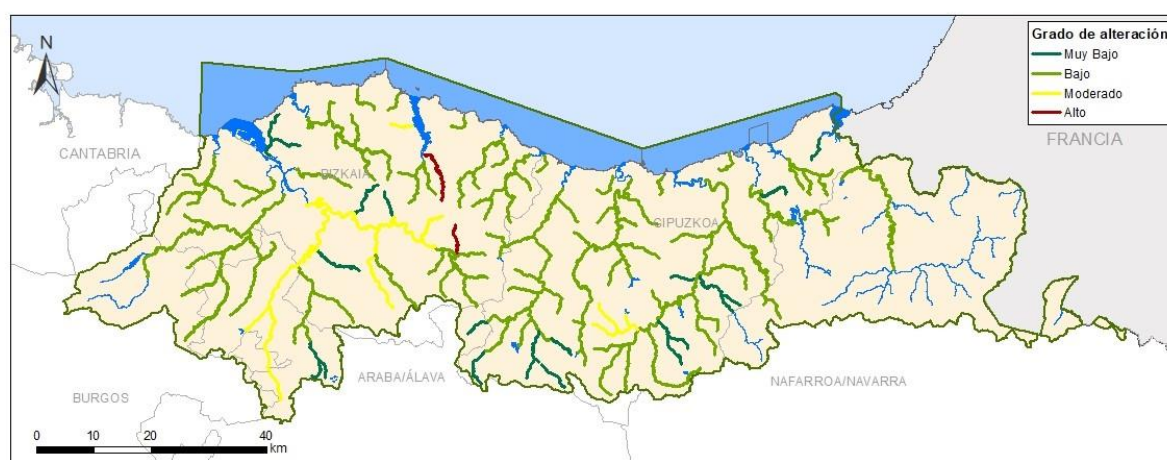 N
Grado de alteración
Muy Bajo
Bajo
Moderado
Alto
FRANCIA
CANTABRIA
BIZKAIA
GIPUZKOA
ARABA/ÁLAVA
NAFARROA/NAVARRA
BURGOS
0 10 20 40
km